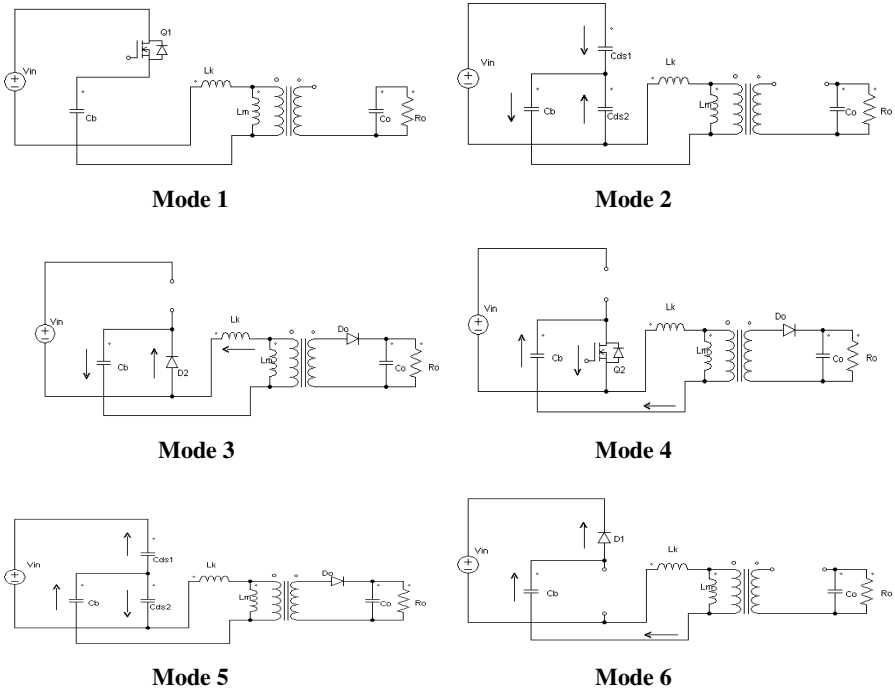 Q1
Vin
Lk
Cb
Lm
Co
Ro
Mode 1
Vin
Cds1
Lk
Cb
Cds2
Lm
Co
Ro
Mode 2
Vin
Lk
Do
Cb
D2
Lm
Co
Ro
Mode 3
Vin
Lk
Do
Cb
Q2
Lm
Co
Ro
Mode 4
Vin
Cds1
Lk
Do
Cb
Cds2
Lm
Co
Ro
Mode 5
Vin
D1
Lk
Cb
Lm
Co
Ro
Mode 6